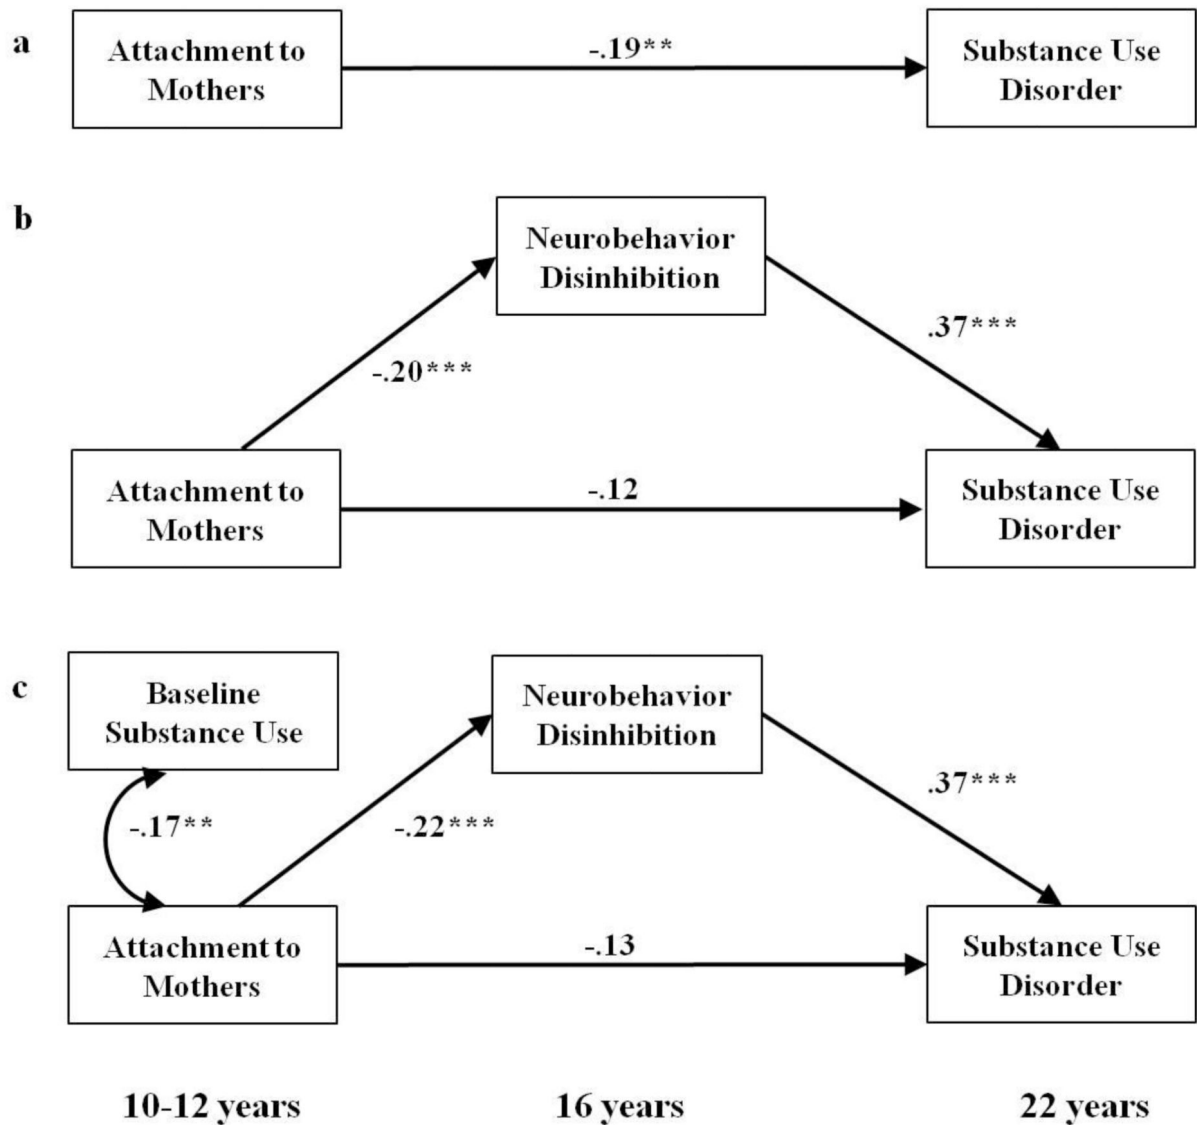 a
Attachment to
Mothers
-.19**
Substance Use
Disorder
b
Neurobehavior
Disinhibition
-.20***
.37***
Attachment to
Mothers
-.12
Substance Use
Disorder
c
Baseline
Substance Use
Neurobehavior
Disinhibition
-.17**
-.22***
.37***
Attachment to
Mothers
-.13
Substance Use
Disorder
10-12 years
16 years
22 years